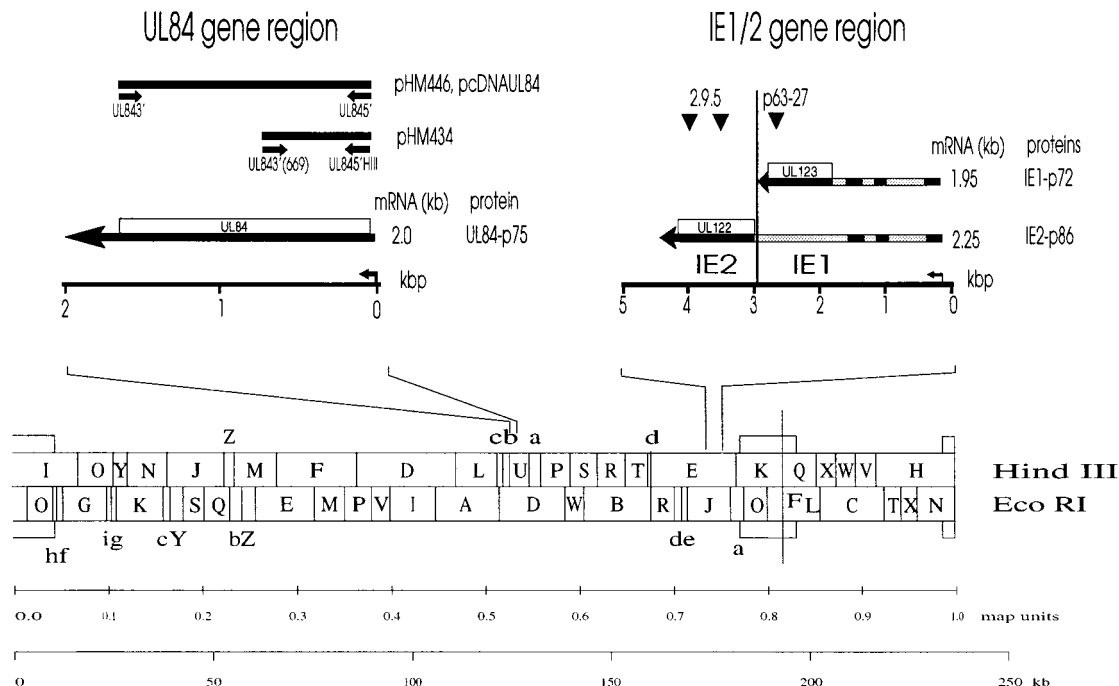 UL84 gene region
IE1/2 gene region
pHM446, pcDNAUL84
UL843' UL845'
pHM434
UL843'(669) UL845'HIII
mRNA (kb) protein
UL84 2.0 UL84-p75
kbp
2 1 0
2.9.5 p63-27
mRNA (kb) proteins
UL123 1.95 IE1-p72
UL122 2.25 IE2-p86
IE2 IE1
kbp
5 4 3 2 1 0
Z cb a d
I O Y N J M F D L U P S R T E K Q X W V H Hind III
O G K S Q E M P V I A D W B R J O F L C T X N Eco RI
hf ig cY bZ de a
0.0 0.1 0.2 0.3 0.4 0.5 0.6 0.7 0.8 0.9 1.0 map units
0 50 100 150 200 250 kb